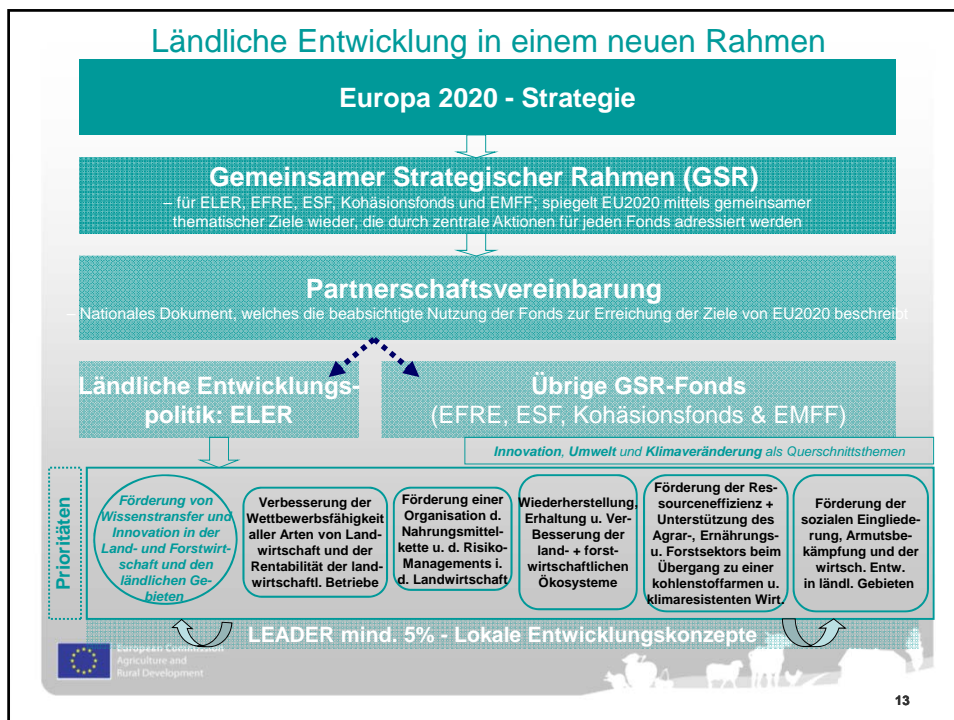 Ländliche Entwicklung in einem neuen Rahmen
Europa 2020 - Strategie
Gemeinsamer Strategischer Rahmen (GSR)
– für ELER, EFRE, ESF, Kohäsionsfonds und EMFF; spiegelt EU2020 mittels gemeinsamer
thematischer Ziele wieder, die durch zentrale Aktionen für jeden Fonds adressiert werden
Partnerschaftsvereinbarung
– Nationales Dokument, welches die beabsichtigte Nutzung der Fonds zur Erreichung der Ziele von EU2020 beschreibt
Ländliche Entwicklungs-
politik: ELER
Übrige GSR-Fonds
(EFRE, ESF, Kohäsionsfonds & EMFF)
Innovation, Umwelt und Klimaveränderung als Querschnittsthemen
Prioritäten
Förderung von
Wissenstransfer und
Innovation in der
Land- und Forstwirt-
schaft und den
ländlichen Ge-
bieten
Verbesserung der
Wettbewerbsfähigkeit
aller Arten von Land-
wirtschaft und der
Rentabilität der land-
wirtschaftl. Betriebe
Förderung einer
Organisation d.
Nahrungsmittel-
kette u. d. Risiko-
Managements i.
d. Landwirtschaft
Wiederherstellung,
Erhaltung u. Ver-
Besserung der
land- + forst-
wirtschaftlichen
Ökosysteme
Förderung der Res-
sourceneffizienz +
Unterstützung des
Agrar-, Ernährungs-
u. Forstsektors beim
Übergang zu einer
kohlenstoffarmen u.
klimaresistenten Wirt.
Förderung der
sozialen Eingliede-
rung, Armutsbe-
kämpfung und der
wirtsch. Entw.
in ländl. Gebieten
LEADER mind. 5% - Lokale Entwicklungskonzepte
European Commission
Agriculture and
Rural Development
13